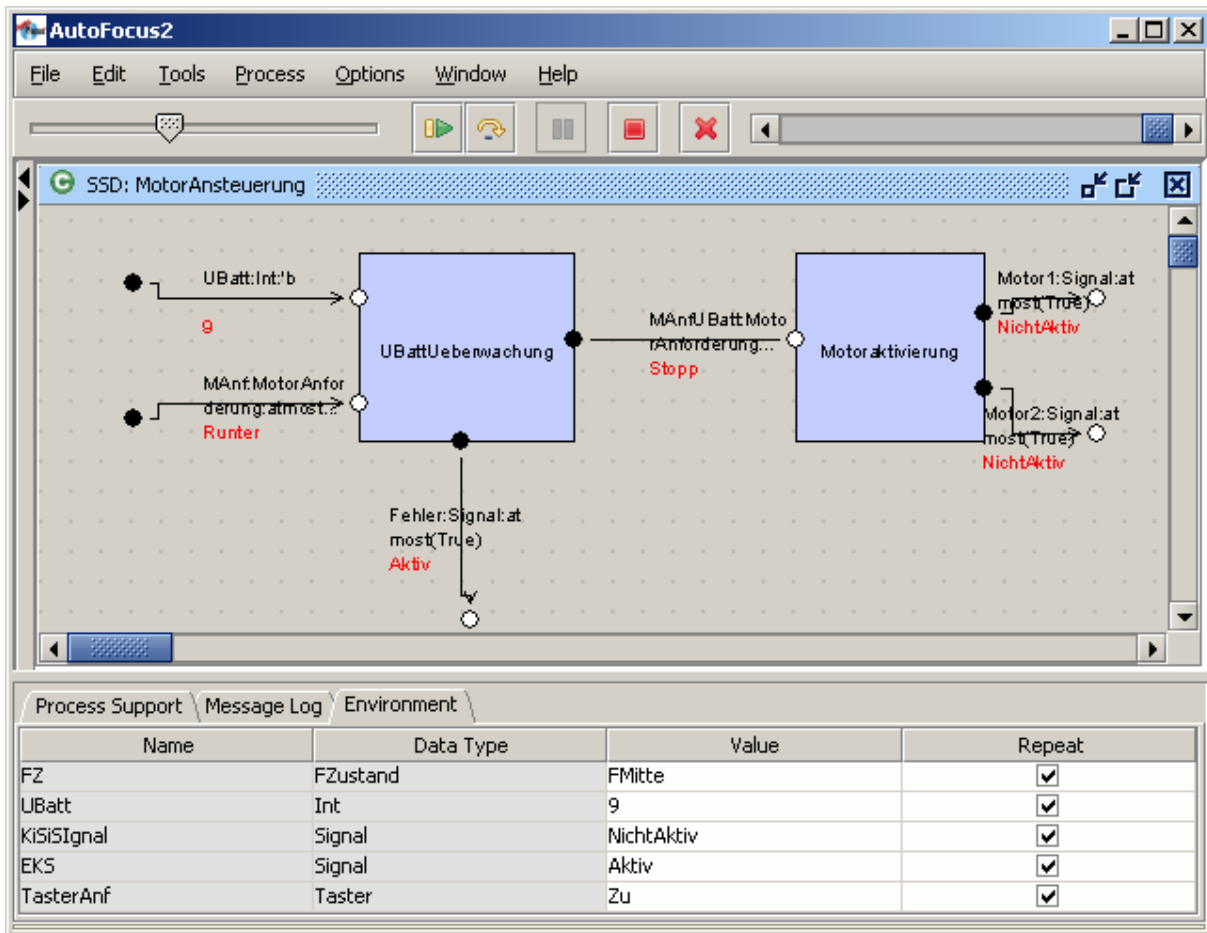 AutoFocus2
File Edit Tools Process Options Window Help
SSD: MotorAnsteuerung
UBatt:Int:'b
9
MAnf:MotorAnfor
derung:atmost.?
Runter
UBattUeberwachung
Fehler:Signal:at
most(True)
Aktiv
MAnfUBatt:Moto
rAnforderung...
Stopp
Motoraktivierung
Motor1:Signal:at
most(True)
NichtAktiv
Motor2:Signal:at
most(True)
NichtAktiv
Process Support Message Log Environment
Name Data Type Value Repeat
FZ FZustand FMitte
UBatt Int 9
KiSiSIgnal Signal NichtAktiv
EKS Signal Aktiv
TasterAnf Taster Zu